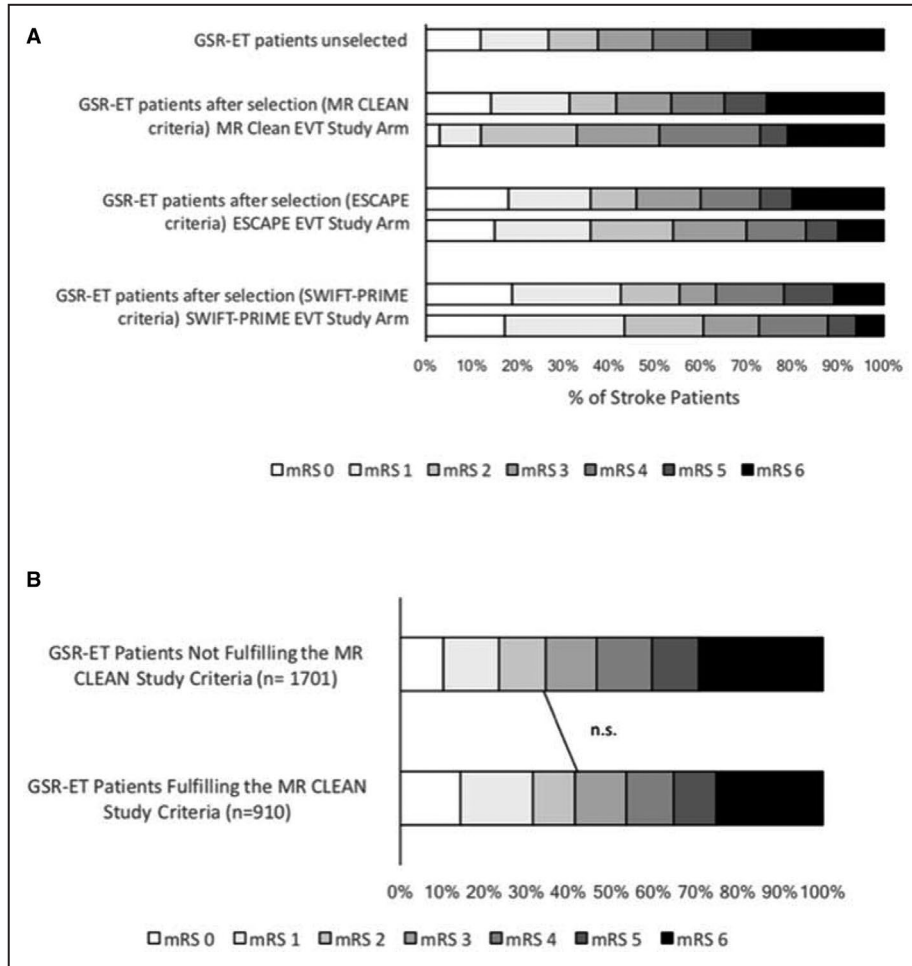 A
GSR-ET patients unselected
GSR-ET patients after selection (MR CLEAN
criteria) MR Clean EVT Study Arm
GSR-ET patients after selection (ESCAPE
criteria) ESCAPE EVT Study Arm
GSR-ET patients after selection (SWIFT-PRIME
criteria) SWIFT-PRIME EVT Study Arm
0% 10% 20% 30% 40% 50% 60% 70% 80% 90% 100%
% of Stroke Patients
mRS 0 mRS 1 mRS 2 mRS 3 mRS 4 mRS 5 mRS 6
B
GSR-ET Patients Not Fulfilling the MR
CLEAN Study Criteria (n= 1701)
n.s.
GSR-ET Patients Fulfilling the MR CLEAN
Study Criteria (n=910)
0% 10% 20% 30% 40% 50% 60% 70% 80% 90% 100%
mRS 0 mRS 1 mRS 2 mRS 3 mRS 4 mRS 5 mRS 6